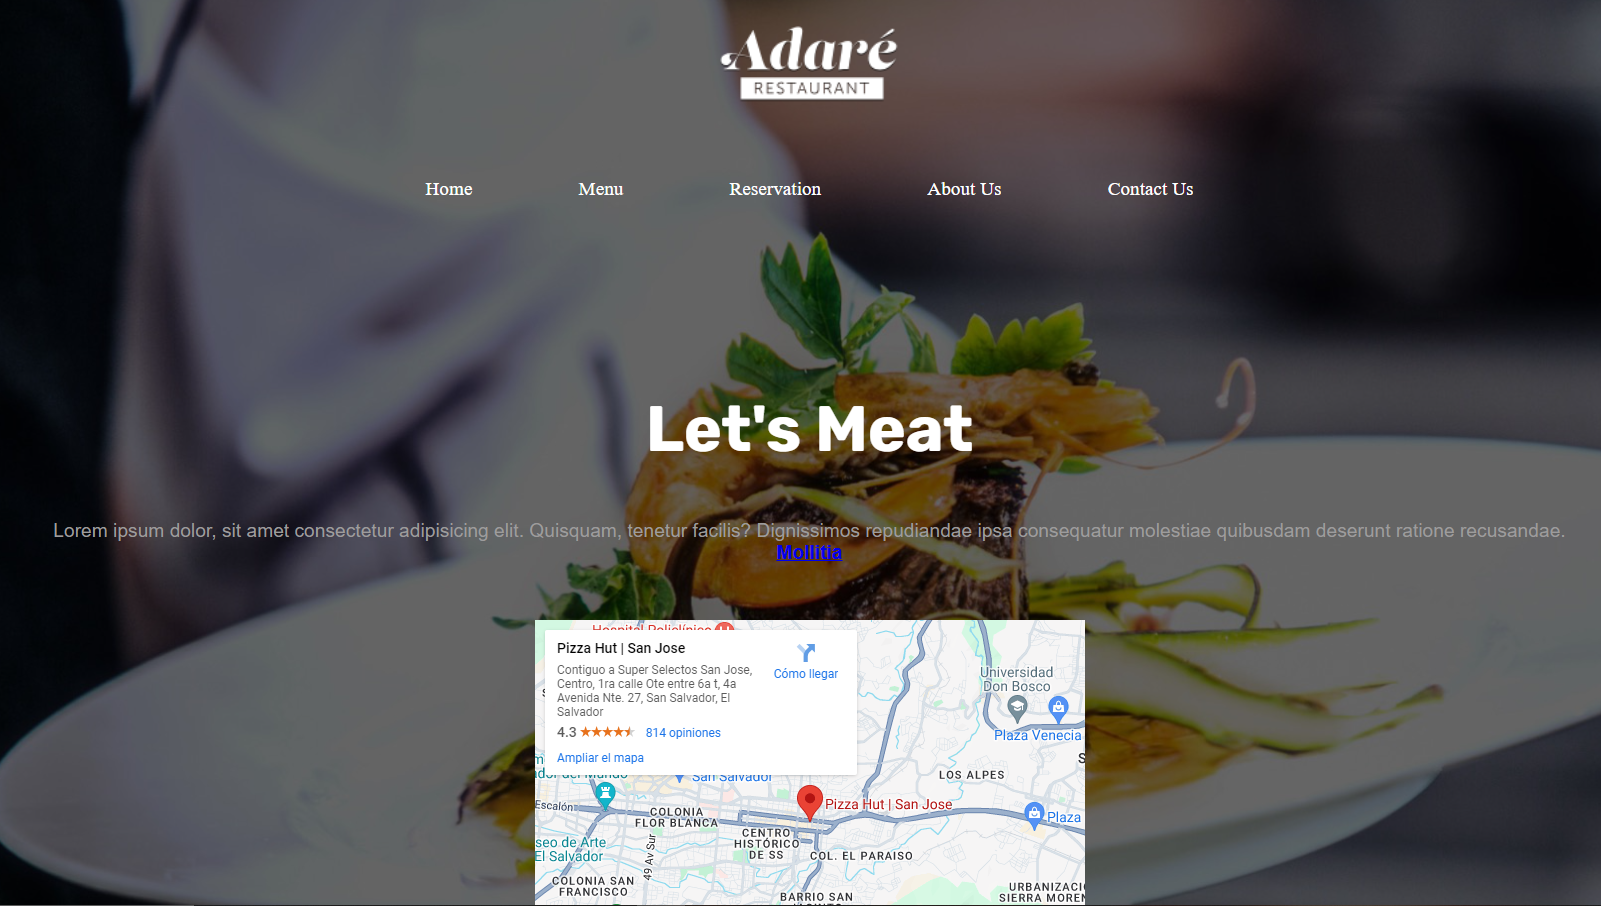 Adaré
RESTAURANT
Home Menu Reservation About Us Contact Us
Let's Meat
Lorem ipsum dolor, sit amet consectetur adipisicing elit. Quisquam, tenetur facilis? Dignissimos repudiandae ipsa consequatur molestiae quibusdam deserunt ratione recusandae.
Mollitia
Hospital Policlínico
Pizza Hut | San Jose
Cómo llegar
Contiguo a Super Selectos San Jose,
Centro, 1ra calle Ote entre 6a t, 4a
Avenida Nte. 27, San Salvador, El
Salvador
4.3 814 opiniones
Ampliar el mapa
Universidad
Don Bosco
Plaza Venecia
San Salvador
LOS ALPES
Escalón
COLONIA
FLOR BLANCA
Pizza Hut | San Jose
Plaza
CENTRO
HISTÓRICO
DE SS
COL. EL PARAISO
seo de Arte
El Salvador
49 Av Sur
COLONIA SAN
FRANCISCO
BARRIO SAN
URBANIZACI
SIERRA MOREN